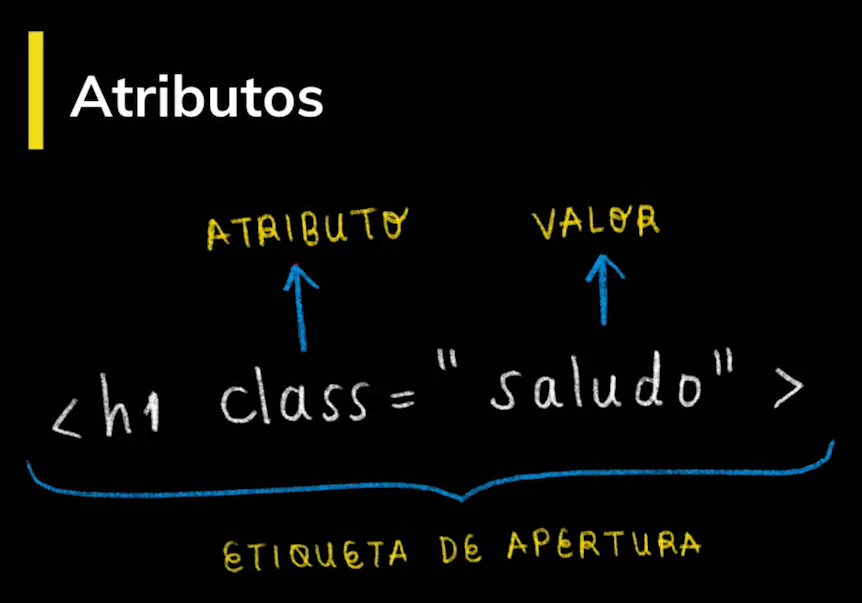 Atributos
ATRIBUTO VALOR
<h1 class="saludo">
ETIQUETA DE APERTURA